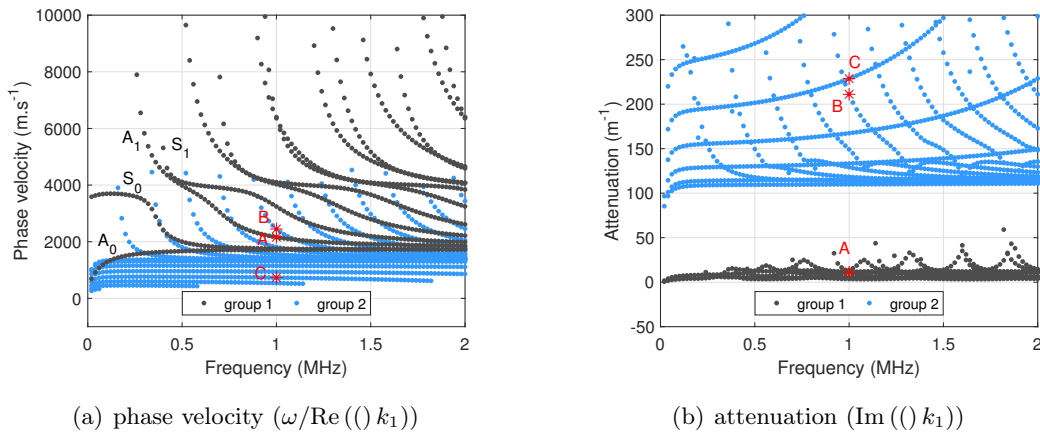 10000
8000
6000
4000
2000
0
Phase velocity (m.s-1)
A1
S1
S0
A0
B
A
C
group 1
group 2
0
0.5
1
1.5
2
Frequency (MHz)
(a) phase velocity (ω/Re (() k1))
300
250
200
150
100
50
0
-50
Attenuation (m-1)
C
B
A
group 1
group 2
0
0.5
1
1.5
2
Frequency (MHz)
(b) attenuation (Im (() k1))